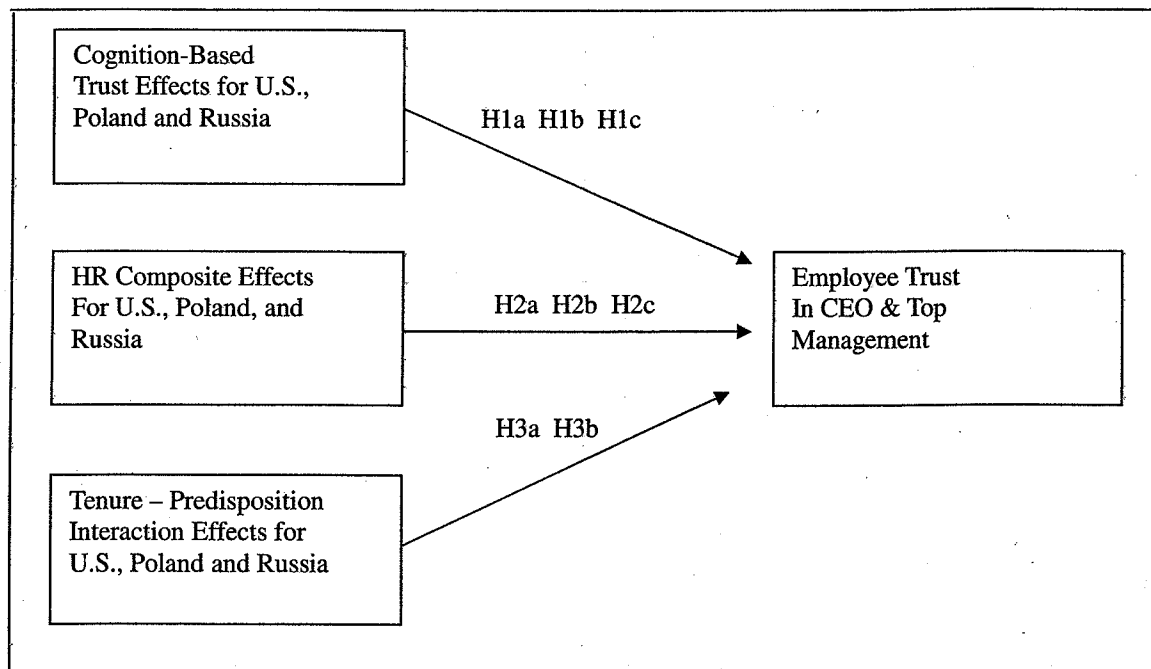 Cognition-Based
Trust Effects for U.S.,
Poland and Russia
H1a H1b H1c
HR Composite Effects
For U.S., Poland, and
Russia
H2a H2b H2c
Employee Trust
In CEO & Top
Management
H3a H3b
Tenure – Predisposition
Interaction Effects for
U.S., Poland and Russia